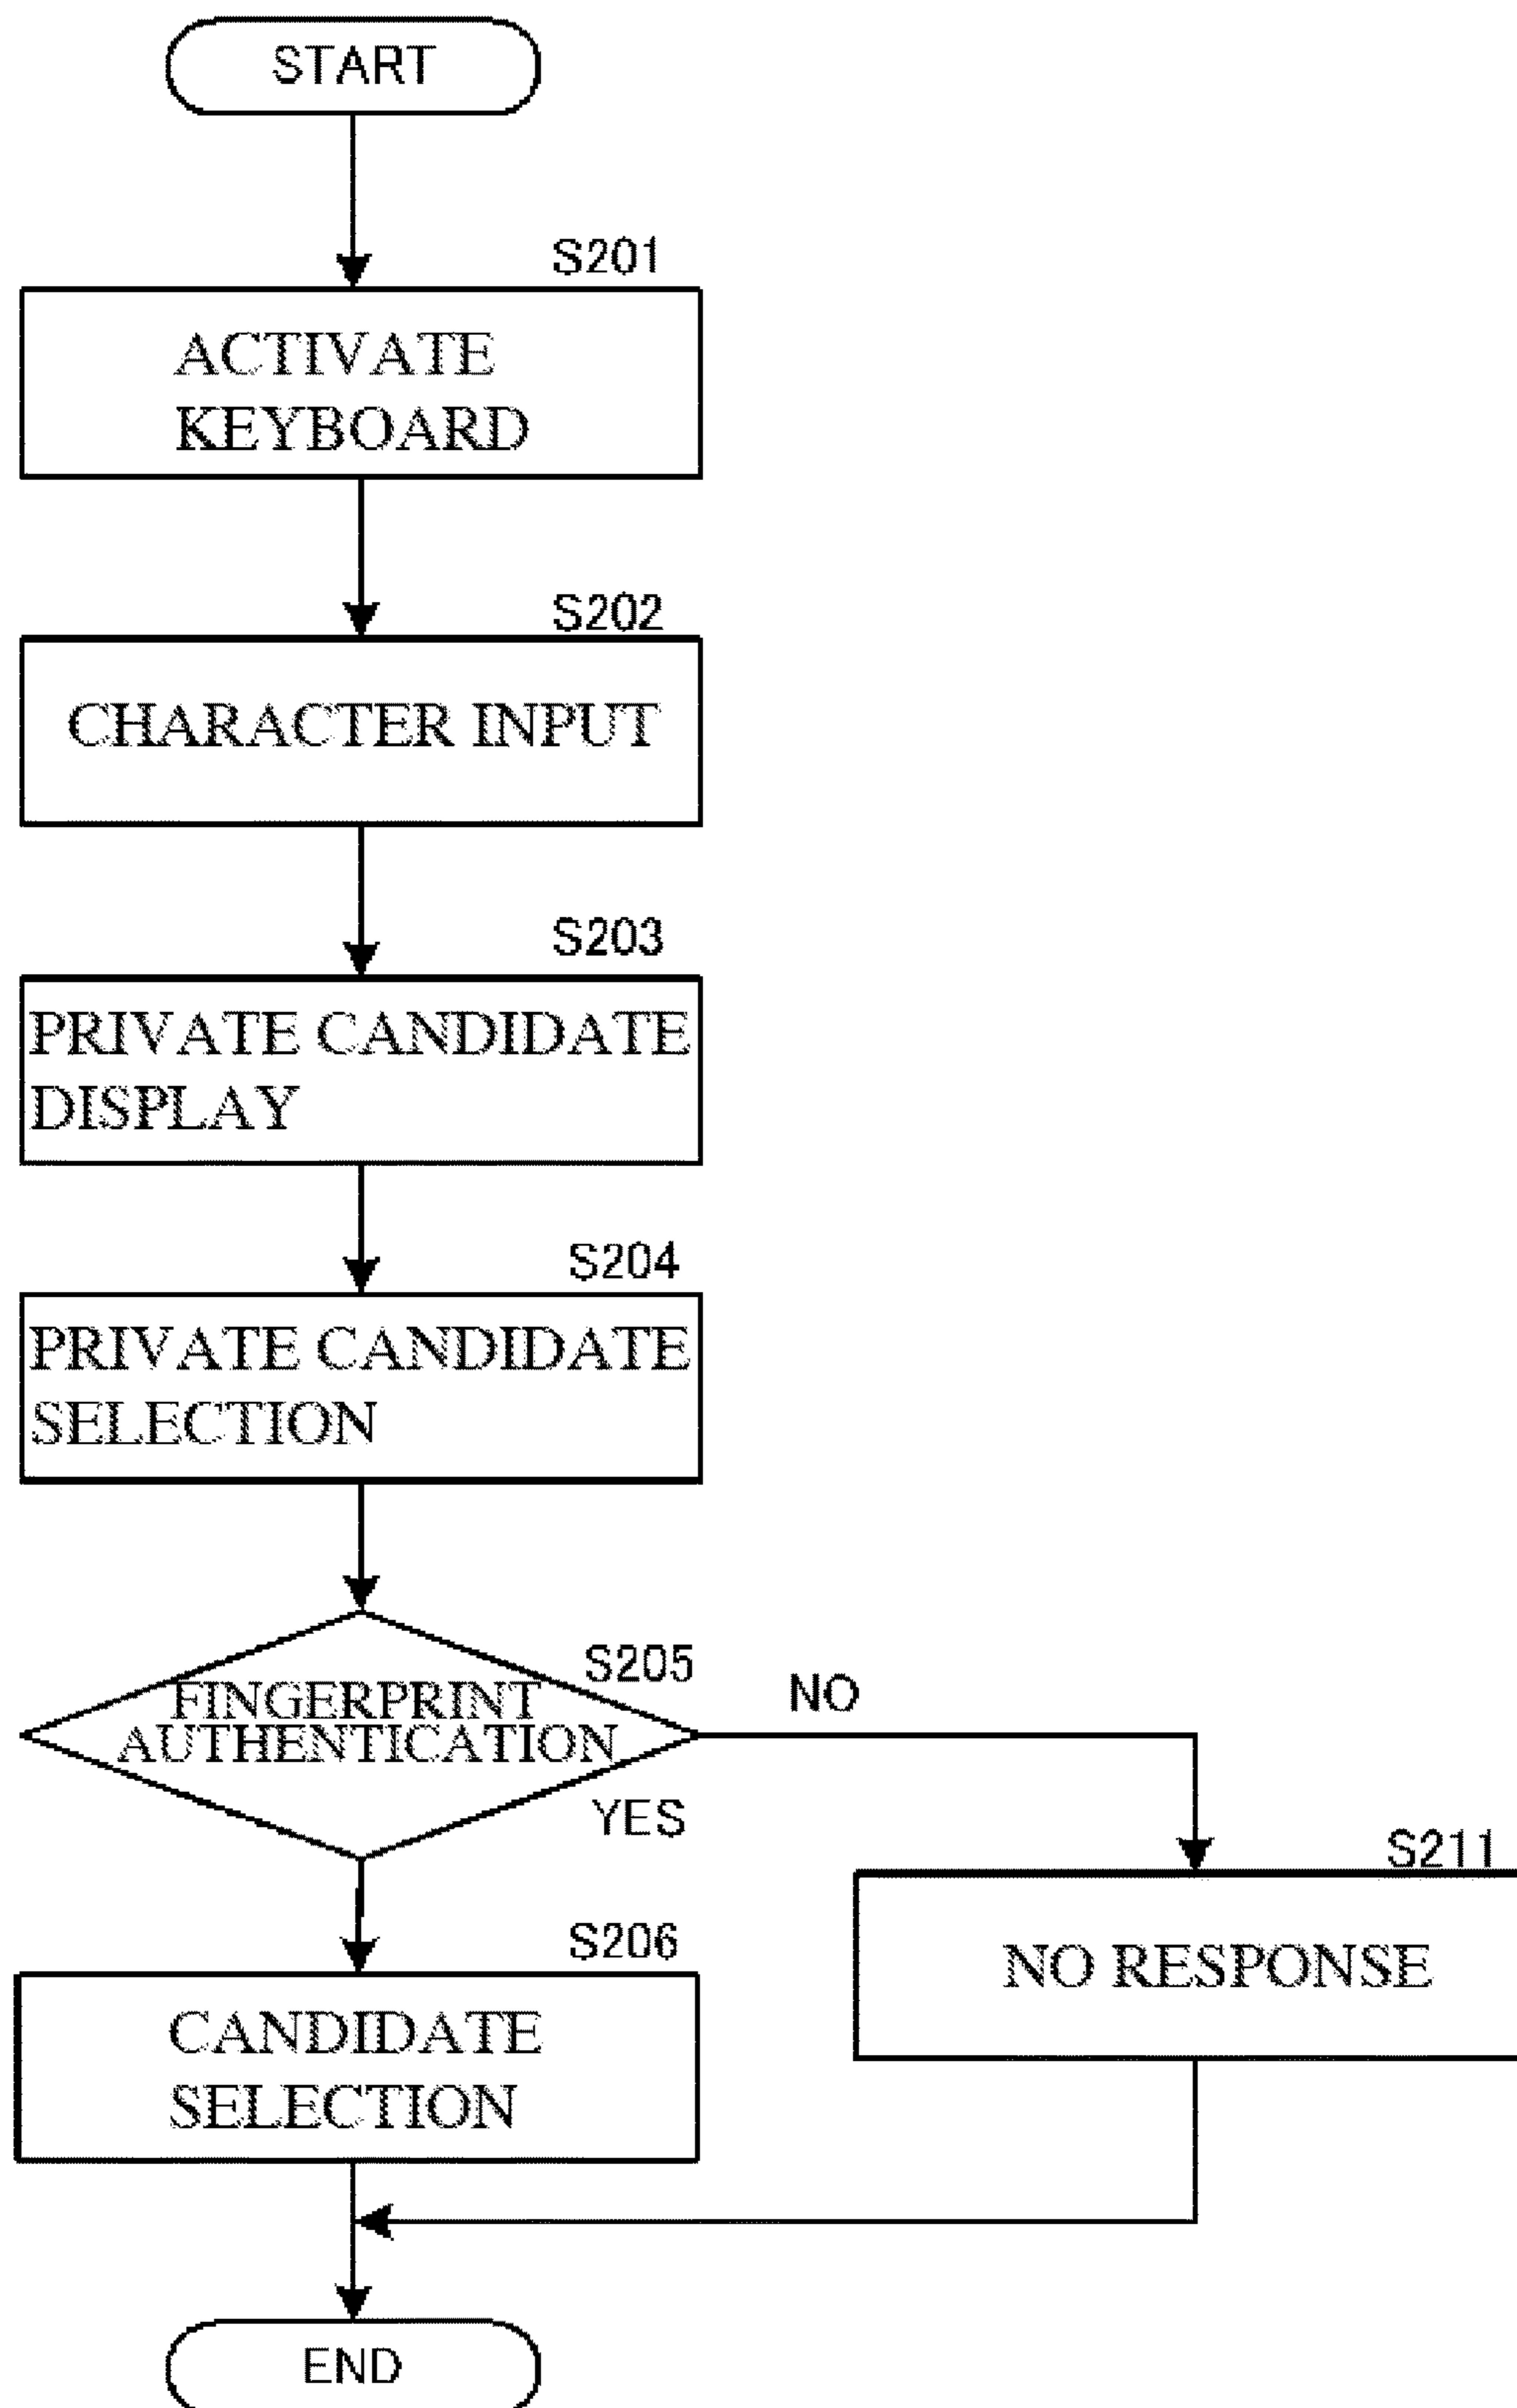 START
S201
ACTIVATE
KEYBOARD
S202
CHARACTER INPUT
S203
PRIVATE CANDIDATE
DISPLAY
S204
PRIVATE CANDIDATE
SELECTION
S205
FINGERPRINT
AUTHENTICATION
NO
YES
S211
NO RESPONSE
S206
CANDIDATE
SELECTION
END